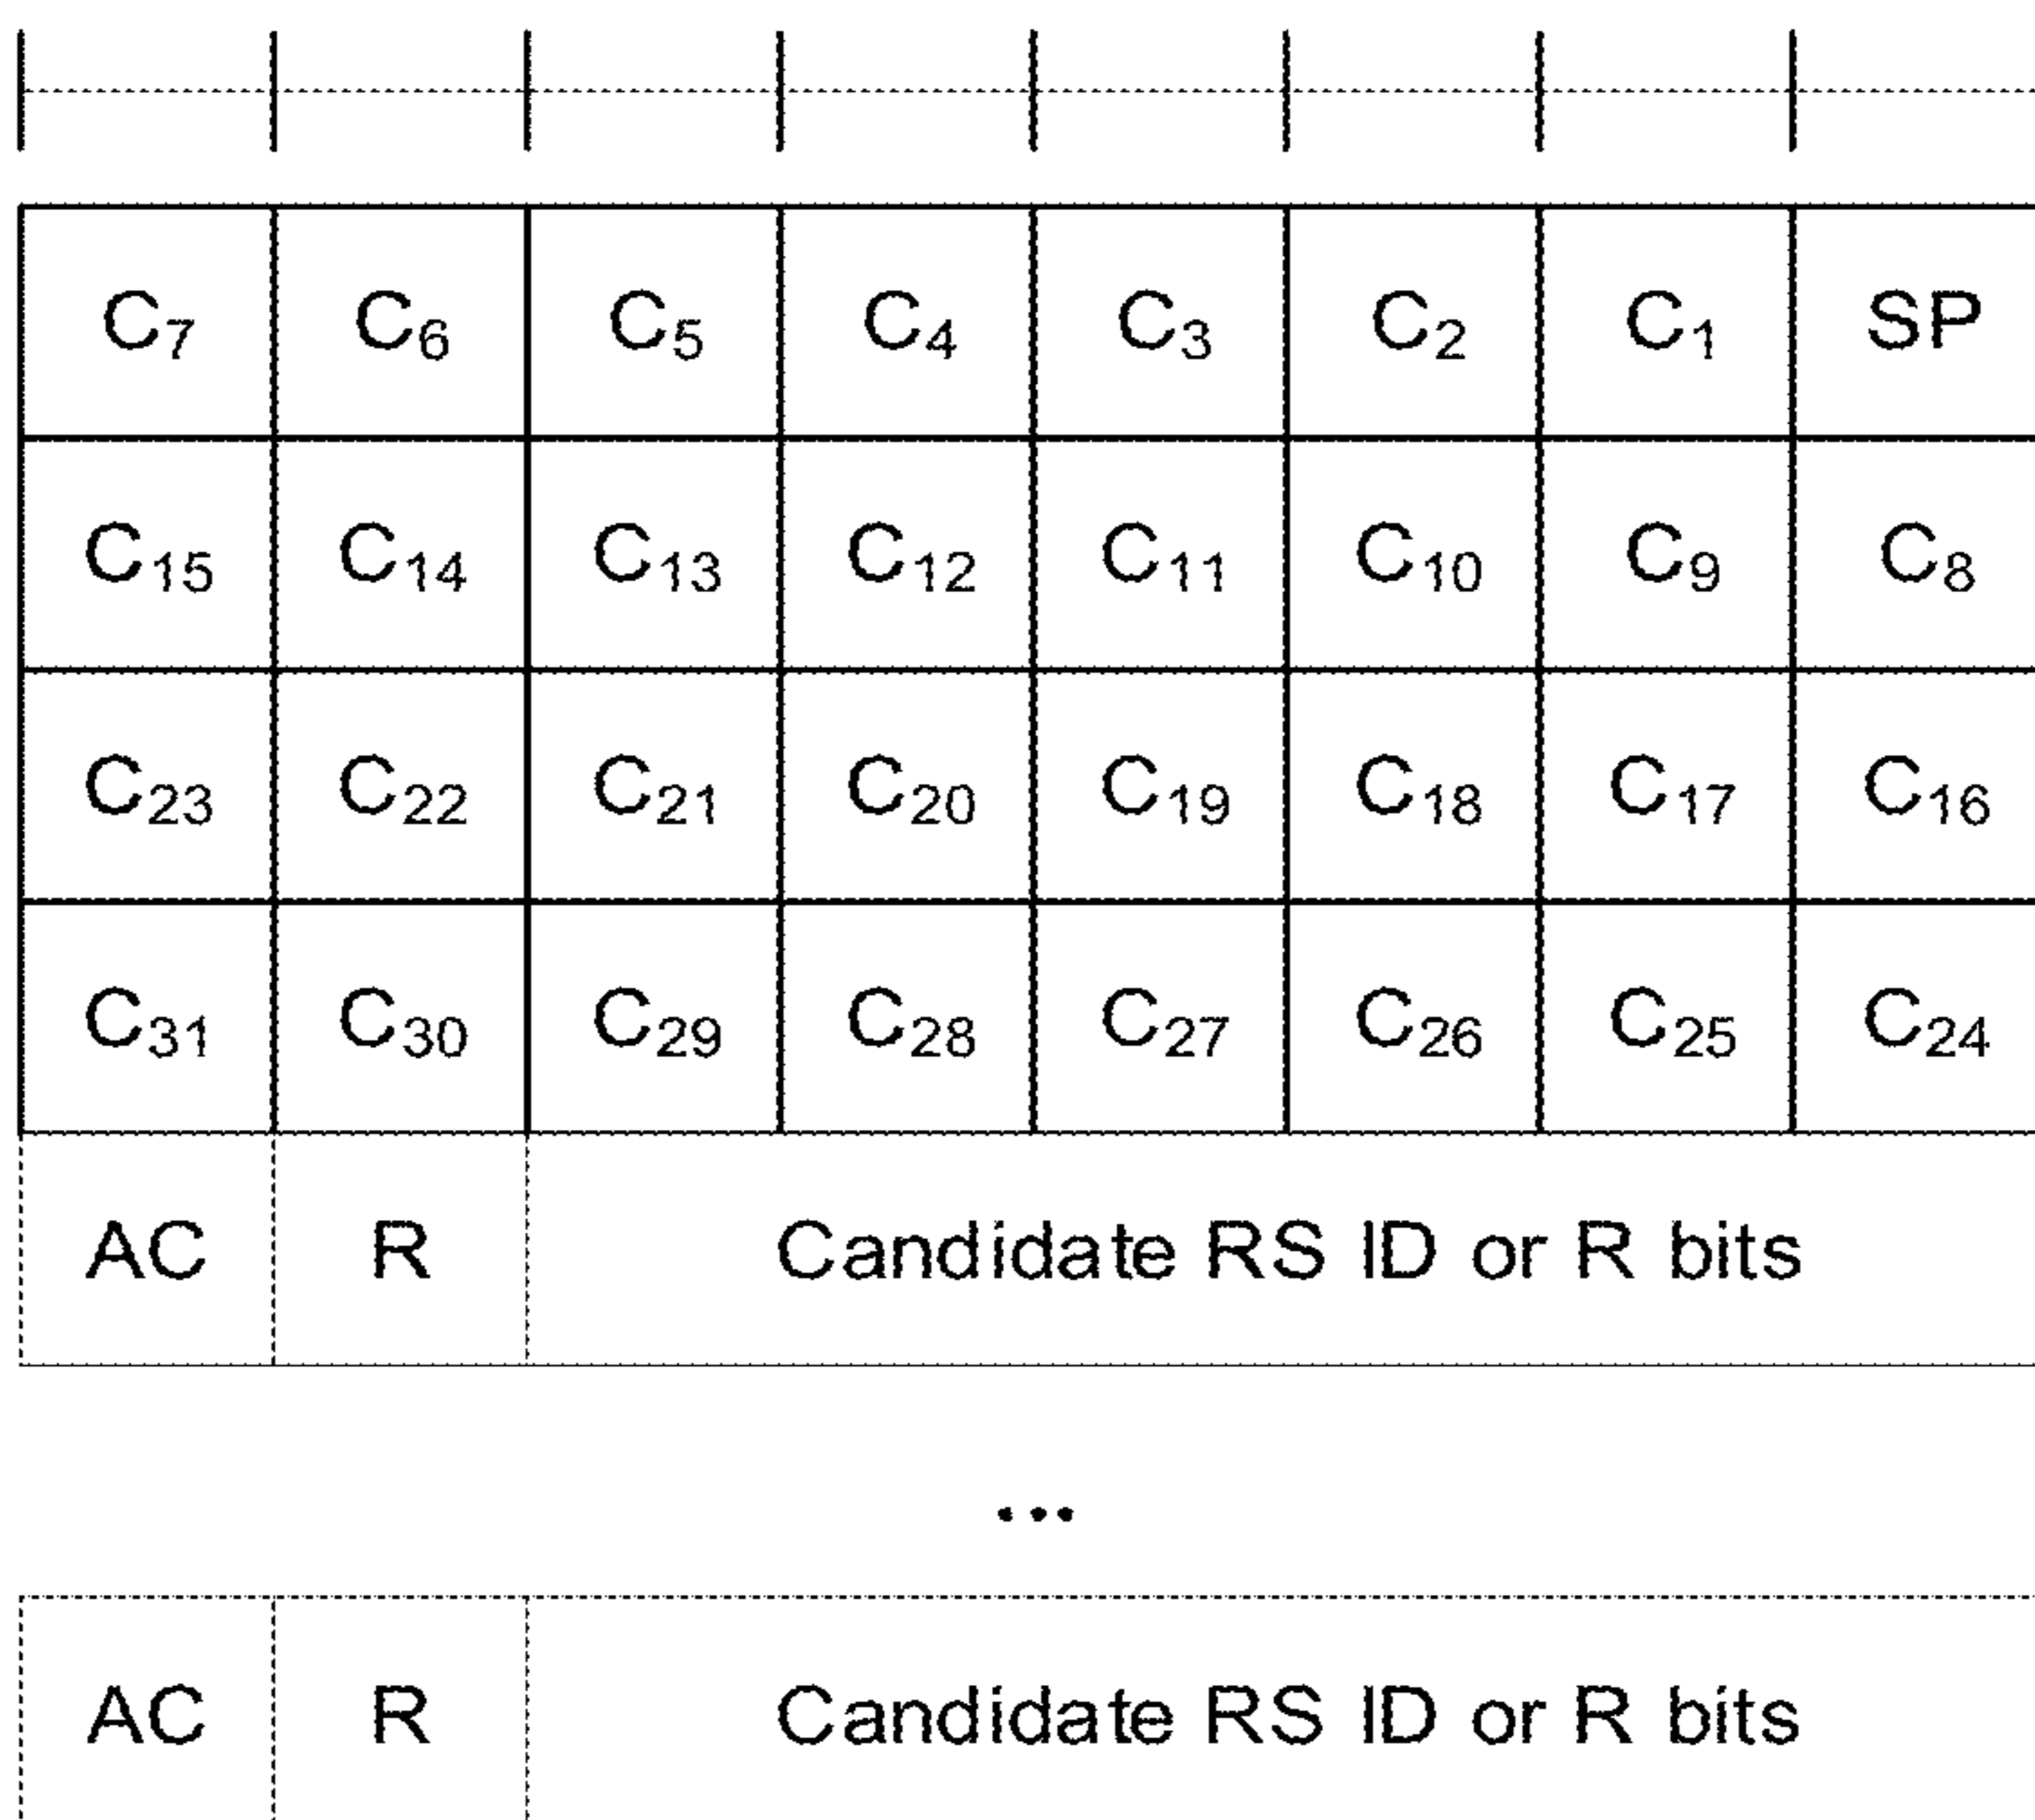 C₇ C₆ C₅ C₄ C₃ C₂ C₁ SP
C₁₅ C₁₄ C₁₃ C₁₂ C₁₁ C₁₀ C₉ C₈
C₂₃ C₂₂ C₂₁ C₂₀ C₁₉ C₁₈ C₁₇ C₁₆
C₃₁ C₃₀ C₂₉ C₂₈ C₂₇ C₂₆ C₂₅ C₂₄
AC R Candidate RS ID or R bits
...
AC R Candidate RS ID or R bits